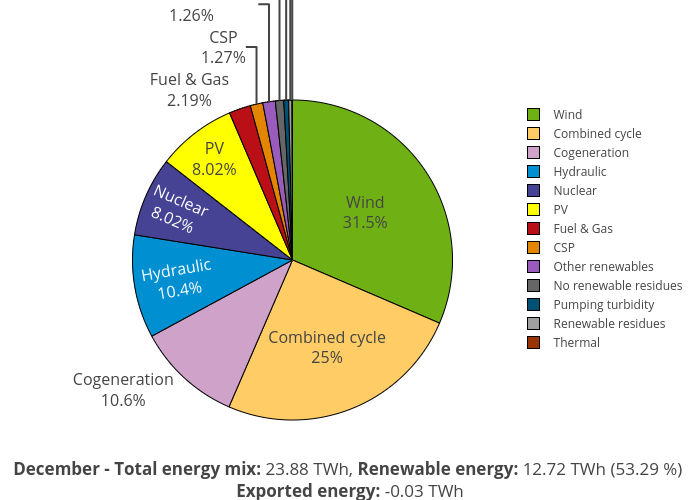 1.26%
CSP
1.27%
Fuel & Gas
2.19%
PV
8.02%
Nuclear
8.02%
Hydraulic
10.4%
Cogeneration
10.6%
Wind
31.5%
Combined cycle
25%
Wind
Combined cycle
Cogeneration
Hydraulic
Nuclear
PV
Fuel & Gas
CSP
Other renewables
No renewable residues
Pumping turbidity
Renewable residues
Thermal
December - Total energy mix: 23.88 TWh, Renewable energy: 12.72 TWh (53.29 %)
Exported energy: -0.03 TWh